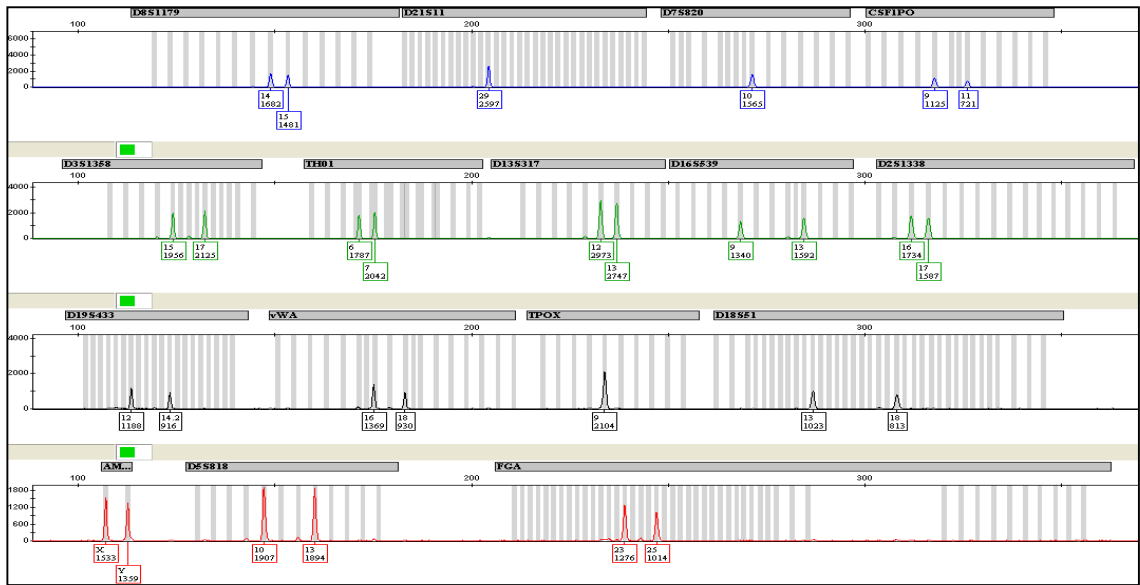 D8S1179 D21S11 D7S820 CSF1PO
100 200 300
6000
4000
2000
0
14 29 10 9 11
1682 2597 1565 1125 721
15
1481
D3S1358 TH01 D13S317 D16S539 D2S1338
100 200 300
4000
2000
0
15 17 6 12 9 13 16
1956 2125 1787 2973 1340 1592 1734
7 13 17
2042 2747 1587
D19S433 vWA TPOX D18S51
100 200 300
4000
2000
0
12 14.2 16 18 9 13 18
1188 916 1369 930 2104 1023 813
AM... D5S818 FGA
100 200 300
1800
1200
600
0
X 10 13 23 25
1533 1907 1894 1276 1014
Y
1359